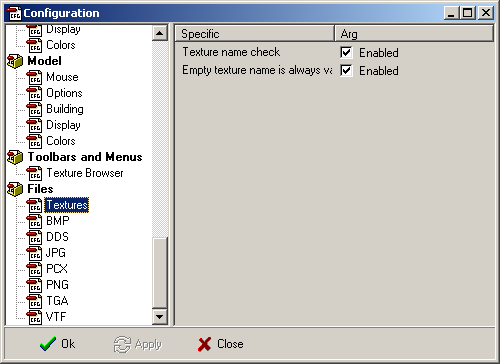 Configuration
Display
Colors
Model
Mouse
Options
Building
Display
Colors
Toolbars and Menus
Texture Browser
Files
Textures
BMP
DDS
JPG
PCX
PNG
TGA
VTF
Specific Arg
Texture name check Enabled
Empty texture name is always va Enabled
Ok Apply Close